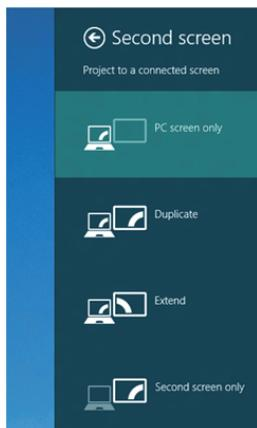 Second screen
Project to a connected screen
PC screen only
Duplicate
Extend
Second screen only